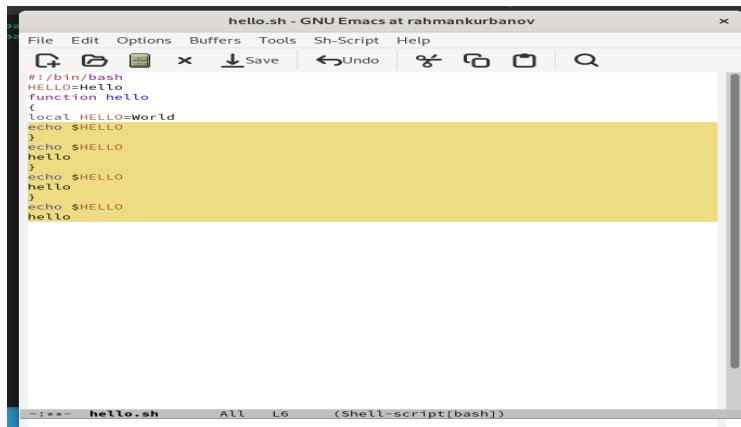 hello.sh - GNU Emacs at rahmankurbanov
File Edit Options Buffers Tools Sh-Script Help
Save Undo
#!/bin/bash
HELLO=Hello
function hello
{
local HELLO=World
echo $HELLO
}
echo $HELLO
hello
}
echo $HELLO
hello
}
echo $HELLO
hello
-:**- hello.sh All L6 (Shell-script[bash])